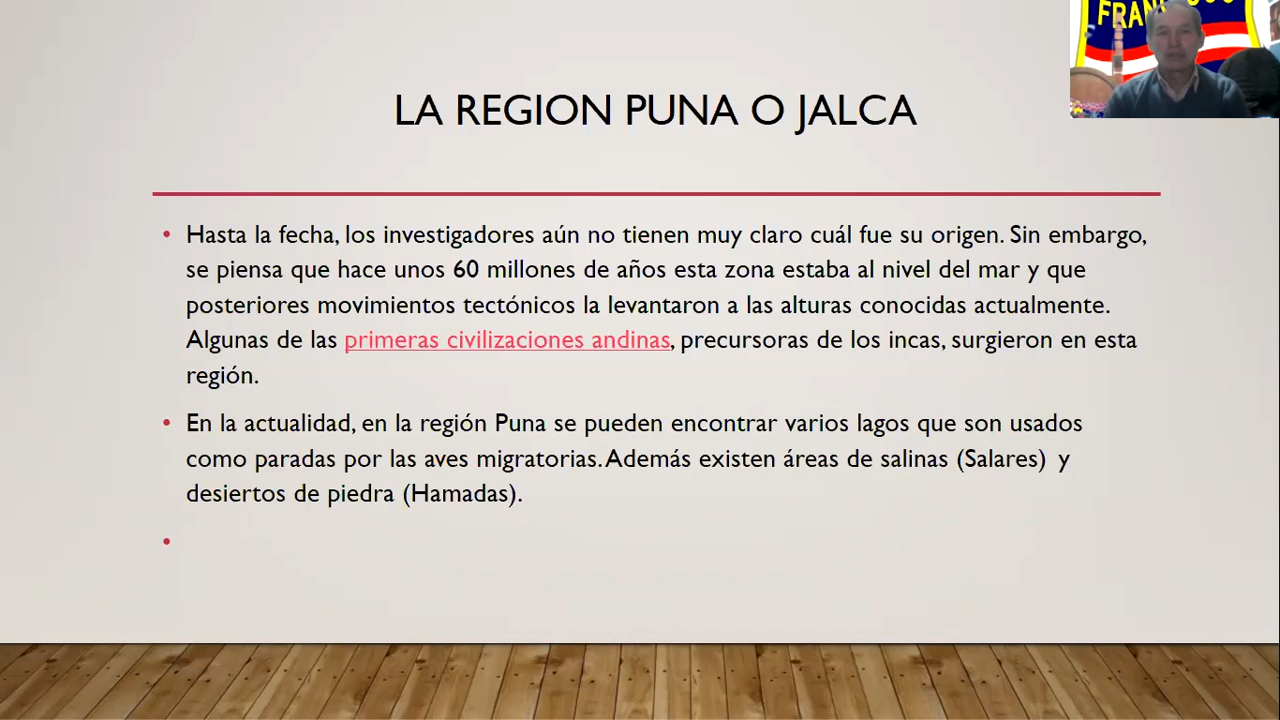 LA REGION PUNA O JALCA
• Hasta la fecha, los investigadores aún no tienen muy claro cuál fue su origen. Sin embargo,
se piensa que hace unos 60 millones de años esta zona estaba al nivel del mar y que
posteriores movimientos tectónicos la levantaron a las alturas conocidas actualmente.
Algunas de las primeras civilizaciones andinas, precursoras de los incas, surgieron en esta
región.
• En la actualidad, en la región Puna se pueden encontrar varios lagos que son usados
como paradas por las aves migratorias. Además existen áreas de salinas (Salares) y
desiertos de piedra (Hamadas).
•